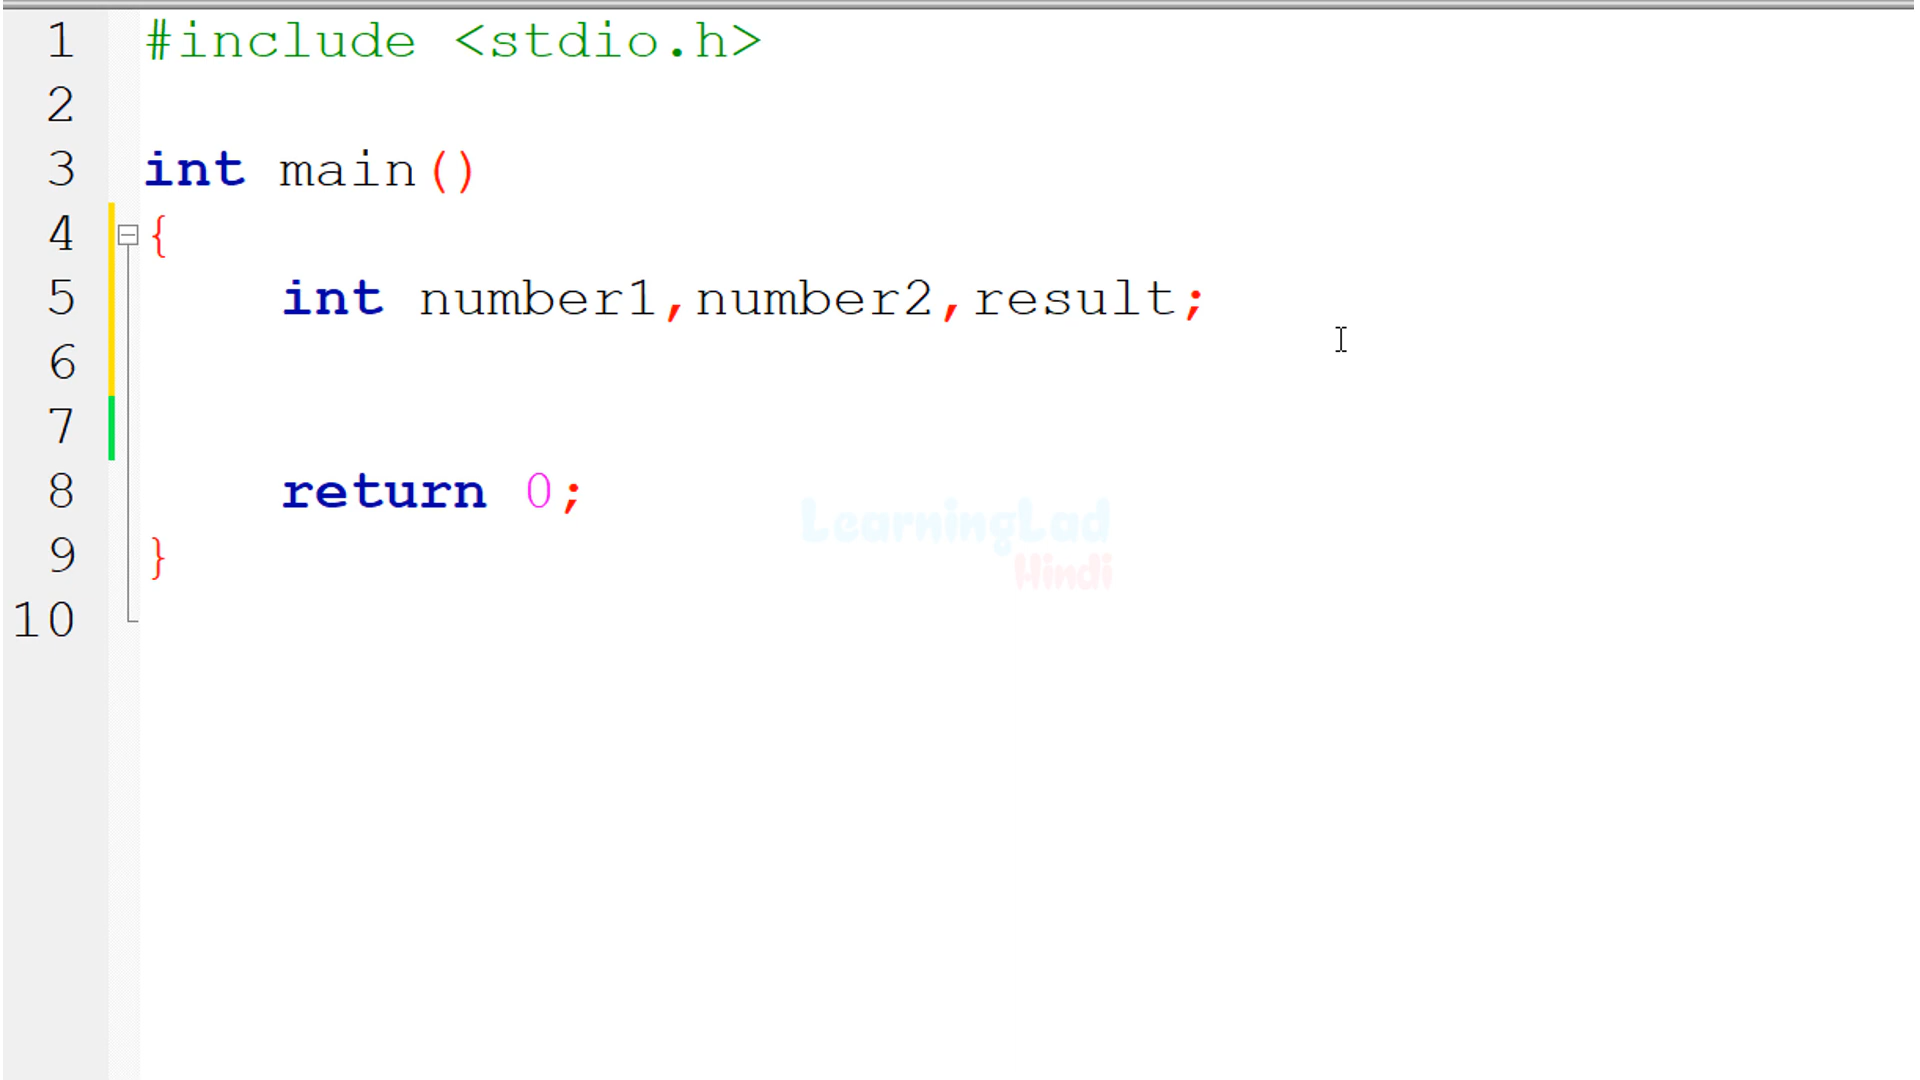 1 #include <stdio.h>
2
3 int main()
4 {
5 int number1,number2,result;
6
7
8 return 0;
9 }
10
LearningLad
Hindi